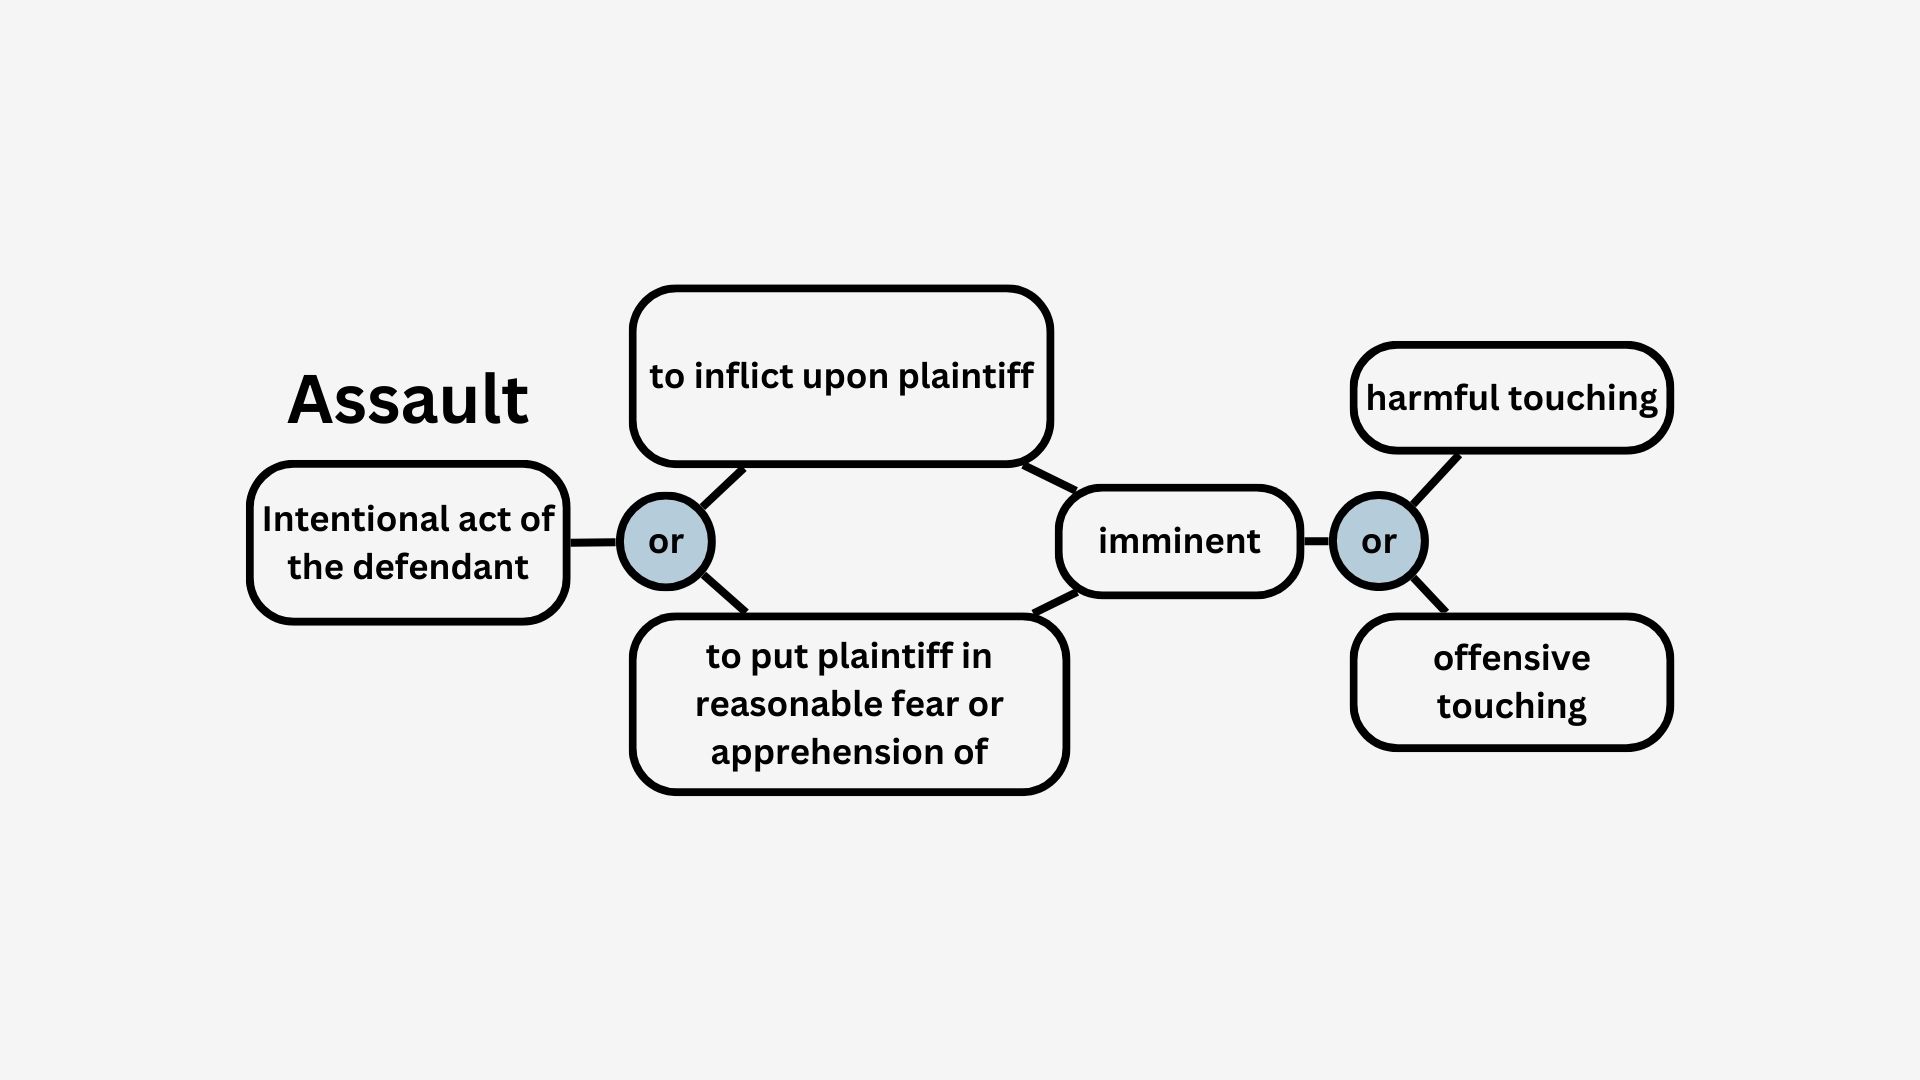 Assault
Intentional act of
the defendant
or
to inflict upon plaintiff
to put plaintiff in
reasonable fear or
apprehension of
imminent
or
harmful touching
offensive
touching